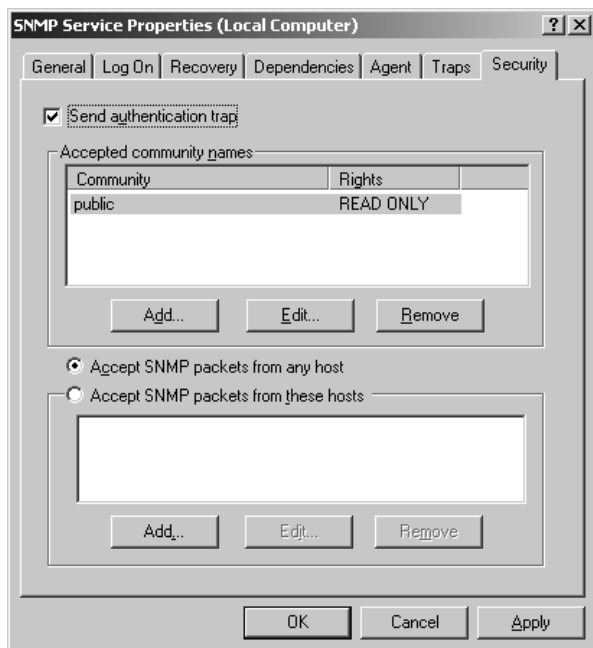 SNMP Service Properties (Local Computer)
General Log On Recovery Dependencies Agent Traps Security
Send authentication trap
Accepted community names
Community Rights
public READ ONLY
Add... Edit... Remove
Accept SNMP packets from any host
Accept SNMP packets from these hosts
Add... Edit... Remove
OK Cancel Apply